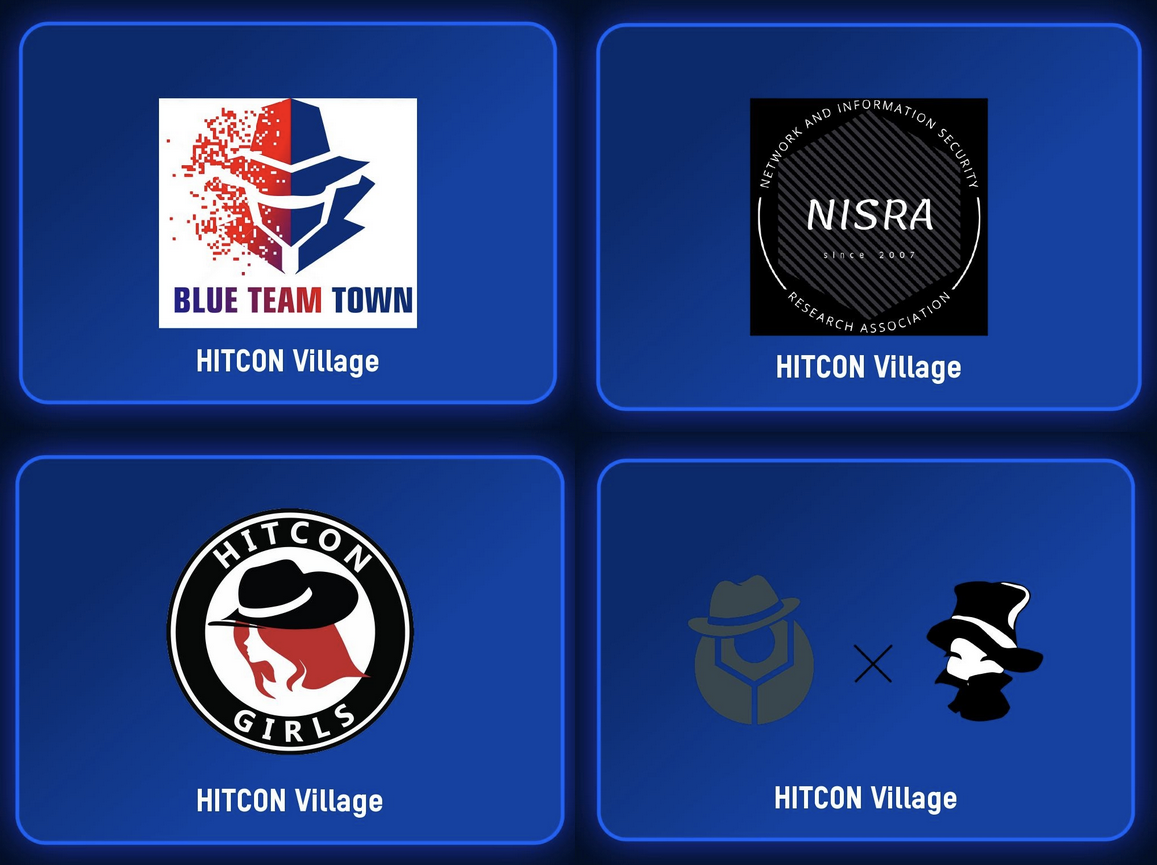 BLUE TEAM TOWN
HITCON Village
NETWORK AND INFORMATION SECURITY
NISRA
since 2007
RESEARCH ASSOCIATION
HITCON Village
HITCON
GIRLS
HITCON Village
HITCON Village